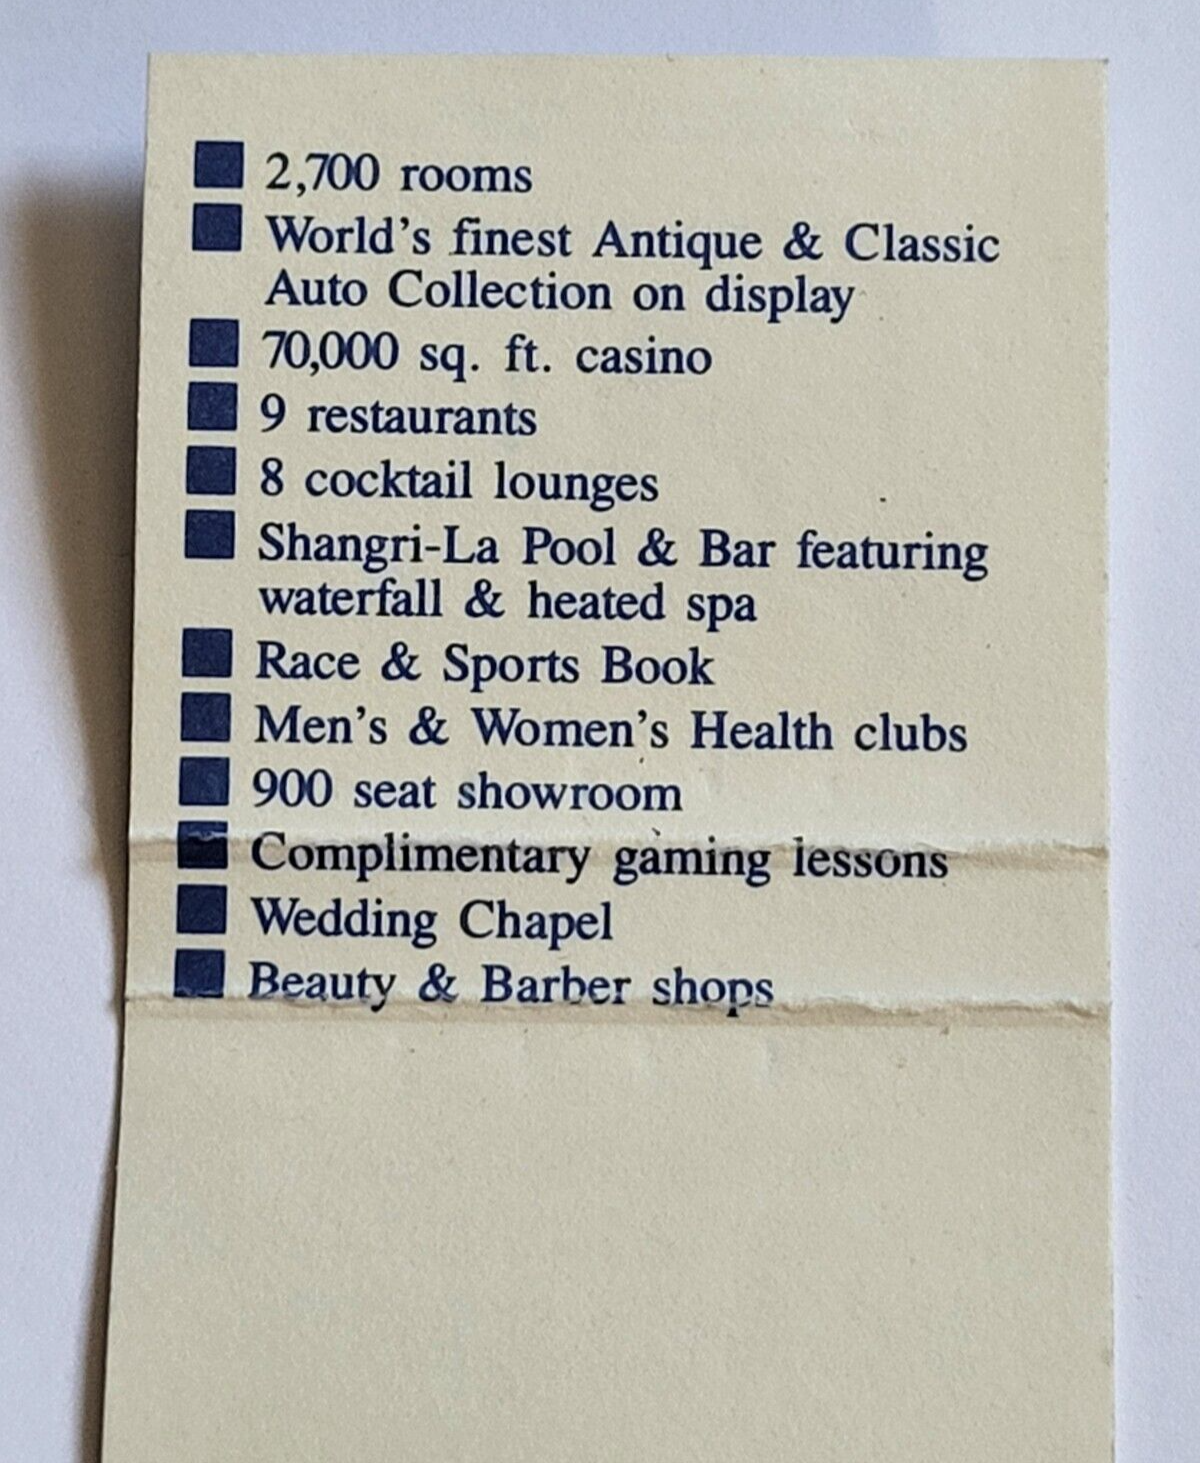 ■ 2,700 rooms
■ World's finest Antique & Classic
Auto Collection on display
■ 70,000 sq. ft. casino
■ 9 restaurants
■ 8 cocktail lounges
■ Shangri-La Pool & Bar featuring
waterfall & heated spa
■ Race & Sports Book
■ Men's & Women's Health clubs
■ 900 seat showroom
■ Complimentary gaming lessons
■ Wedding Chapel
■ Beauty & Barber shops